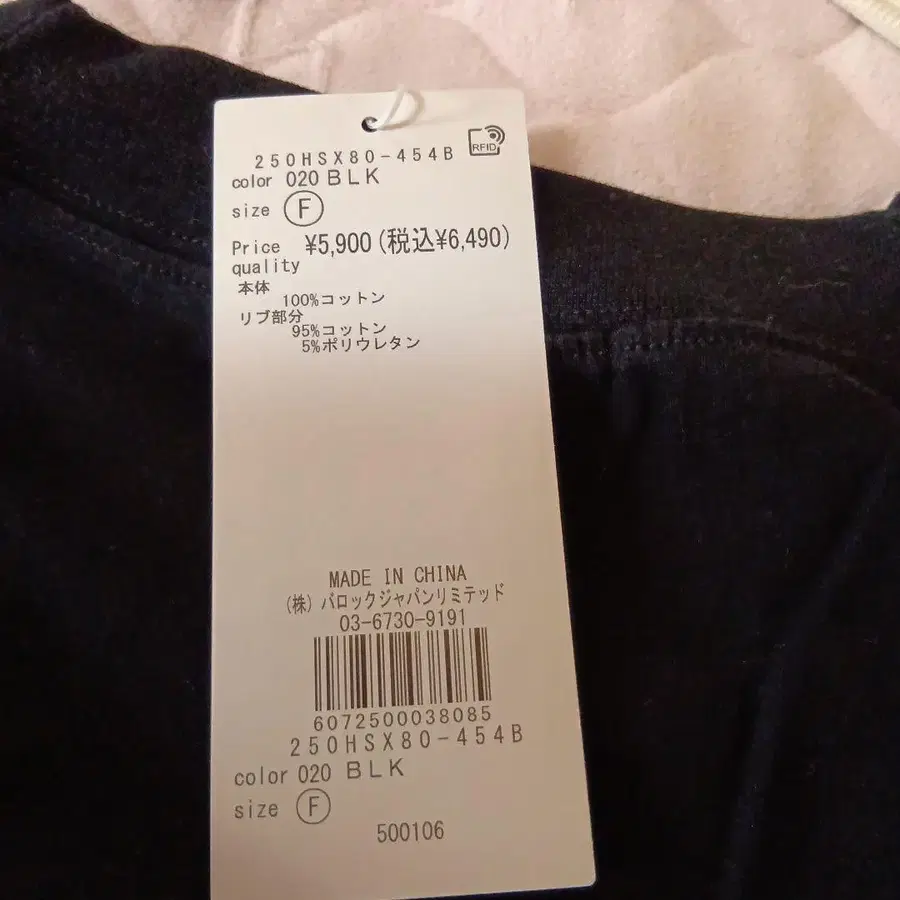 RFID
250HSX80-454B
color 020 BLK
size F
Price ¥5,900(税込¥6,490)
quality
本体
100%コットン
リブ部分
95%コットン
5%ポリウレタン
MADE IN CHINA
(株)バロックジャパンリミテッド
03-6730-9191
6072500038085
250HSX80-454B
color 020 BLK
size F
500106